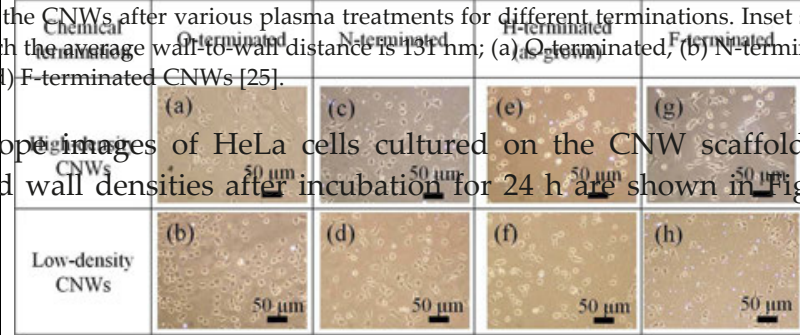 the CNWs after various plasma treatments for different terminations. Inset
Chemical termination O-terminated N-terminated H-terminated (as-grown) F-terminated
the average wall-to-wall distance is 131 nm; (a) O-terminated, (b) N-termin
d) F-terminated CNWs [25].
(a) (c) (e) (g)
High-density CNWs
ope images of HeLa cells cultured on the CNW scaffold
50 μm 50 μm 50 μm 50 μm
d wall densities after incubation for 24 h are shown in Fig
(b) (d) (f) (h)
Low-density
CNWs
50 μm 50 μm 50 μm 50 μm